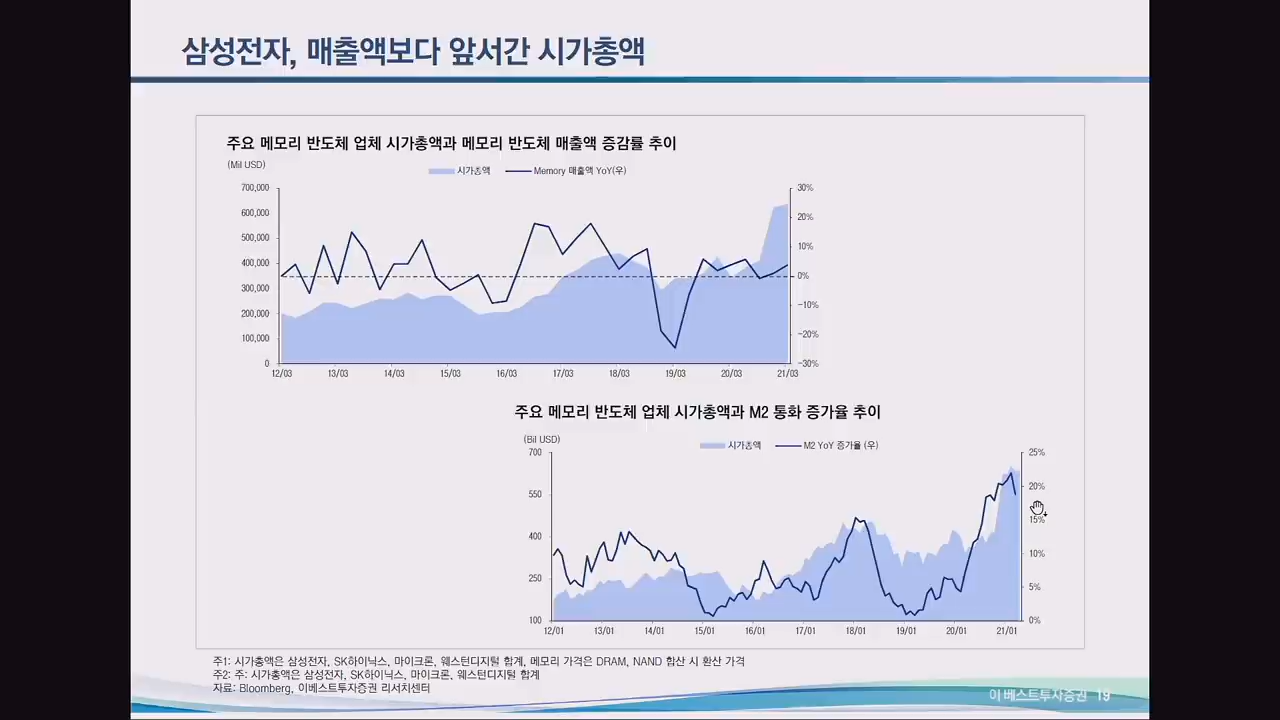 삼성전자, 매출액보다 앞서간 시가총액
주요 메모리 반도체 업체 시가총액과 메모리 반도체 매출액 증감률 추이
(Mil USD)
시가총액 Memory 매출액 YoY(우)
700,000 30%
600,000 20%
500,000 10%
400,000 0%
300,000 -10%
200,000 -20%
100,000 -30%
0
12/03 13/03 14/03 15/03 16/03 17/03 18/03 19/03 20/03 21/03
주요 메모리 반도체 업체 시가총액과 M2 통화 증가율 추이
(Bil USD)
시가총액 M2 YoY 증가율 (우)
700 25%
550 20%
400 15%
250 10%
100 5%
0%
12/01 13/01 14/01 15/01 16/01 17/01 18/01 19/01 20/01 21/01
주1: 시가총액은 삼성전자, SK하이닉스, 마이크론, 웨스턴디지털 합계, 메모리 가격은 DRAM, NAND 합산 시 환산 가격
주2: 주: 시가총액은 삼성전자, SK하이닉스, 마이크론, 웨스턴디지털 합계
자료: Bloomberg, 이베스트투자증권 리서치센터
이베스트투자증권 19